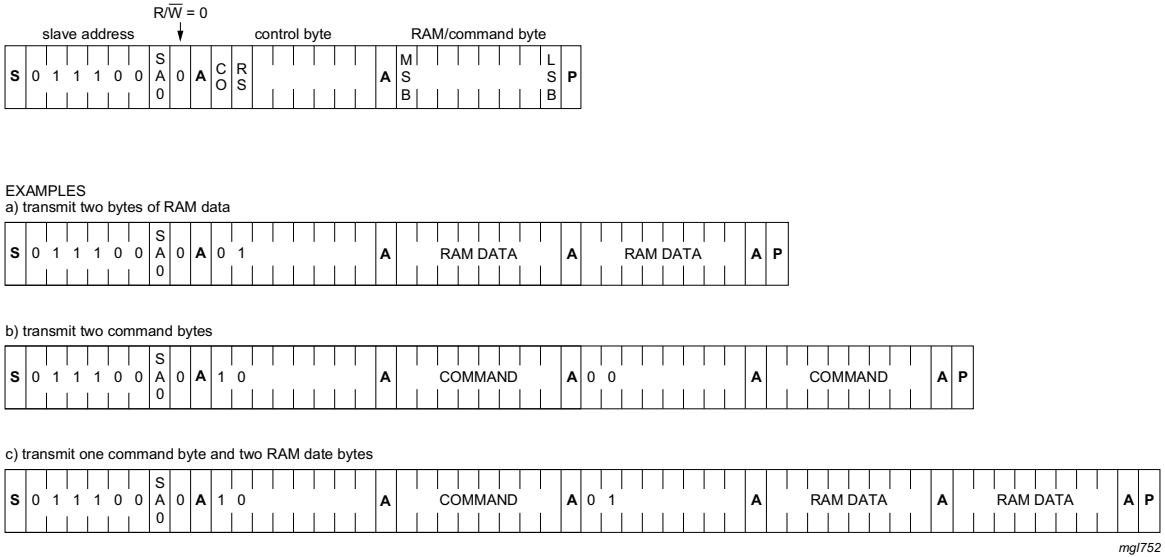 R/W = 0
slave address control byte RAM/command byte
S 0 1 1 1 0 0 SA0 0 A CO RS A MSB LSB P
EXAMPLES
a) transmit two bytes of RAM data
S 0 1 1 1 0 0 SA0 0 A 0 1 A RAM DATA A RAM DATA A P
b) transmit two command bytes
S 0 1 1 1 0 0 SA0 0 A 1 0 A COMMAND A 0 0 A COMMAND A P
c) transmit one command byte and two RAM date bytes
S 0 1 1 1 0 0 SA0 0 A 1 0 A COMMAND A 0 1 A RAM DATA A RAM DATA A P
mgl752